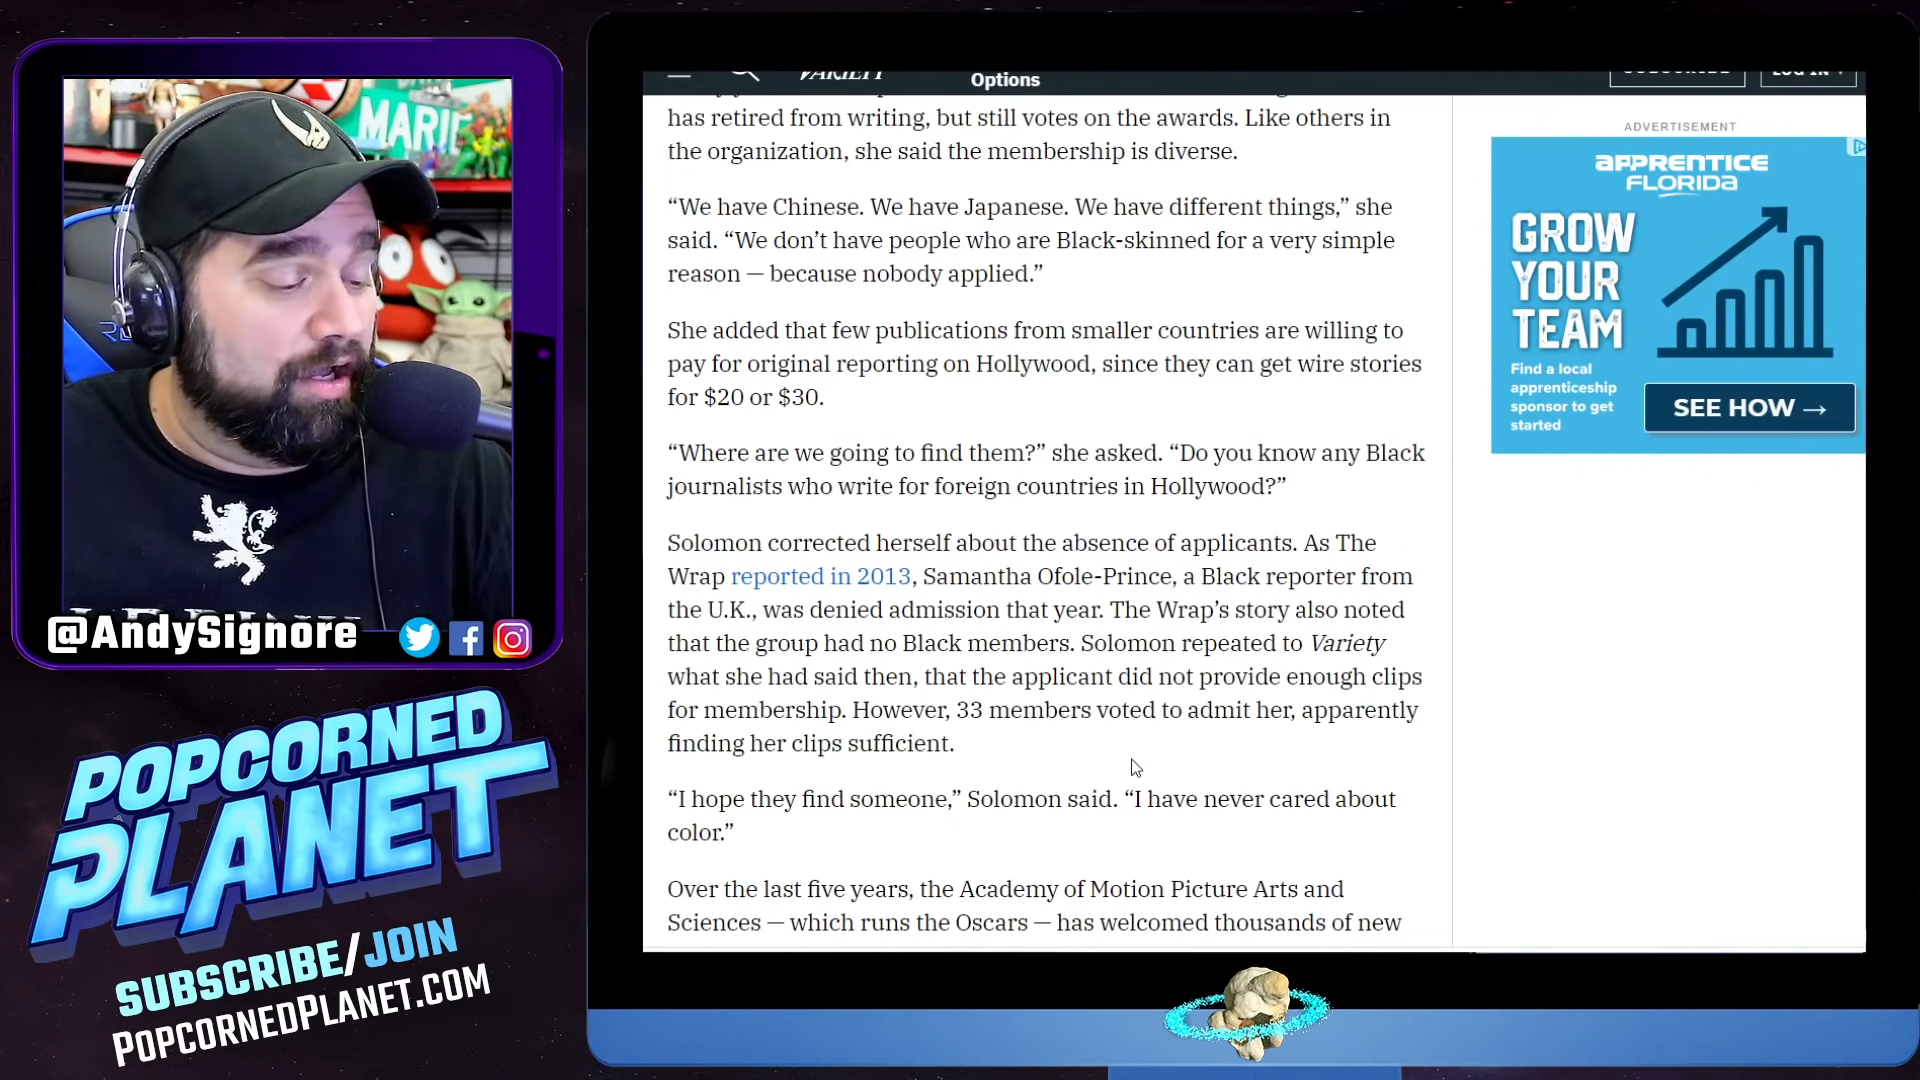 MARI
@AndySignore
POPCORNED
PLANET
SUBSCRIBE/JOIN
POPCORNEDPLANET.COM
VARIETY
Options
SUBSCRIBE
LOG IN
has retired from writing, but still votes on the awards. Like others in
the organization, she said the membership is diverse.
“We have Chinese. We have Japanese. We have different things,” she
said. “We don’t have people who are Black-skinned for a very simple
reason — because nobody applied.”
She added that few publications from smaller countries are willing to
pay for original reporting on Hollywood, since they can get wire stories
for $20 or $30.
“Where are we going to find them?” she asked. “Do you know any Black
journalists who write for foreign countries in Hollywood?”
Solomon corrected herself about the absence of applicants. As The
Wrap reported in 2013, Samantha Ofole-Prince, a Black reporter from
the U.K., was denied admission that year. The Wrap’s story also noted
that the group had no Black members. Solomon repeated to Variety
what she had said then, that the applicant did not provide enough clips
for membership. However, 33 members voted to admit her, apparently
finding her clips sufficient.
“I hope they find someone,” Solomon said. “I have never cared about
color.”
Over the last five years, the Academy of Motion Picture Arts and
Sciences — which runs the Oscars — has welcomed thousands of new
ADVERTISEMENT
APPRENTICE
FLORIDA
GROW
YOUR
TEAM
Find a local
apprenticeship
sponsor to get
started
SEE HOW →